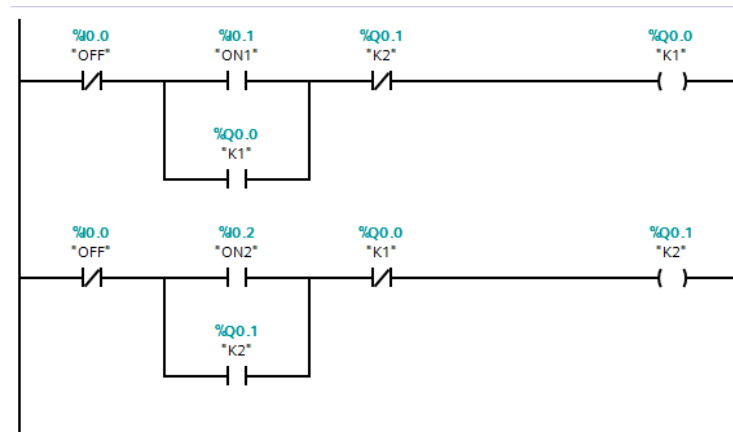 %I0.0 %I0.1 %Q0.1 %Q0.0
"OFF" "ON1" "K2" "K1"
%Q0.0
"K1"
%I0.0 %I0.2 %Q0.0 %Q0.1
"OFF" "ON2" "K1" "K2"
%Q0.1
"K2"